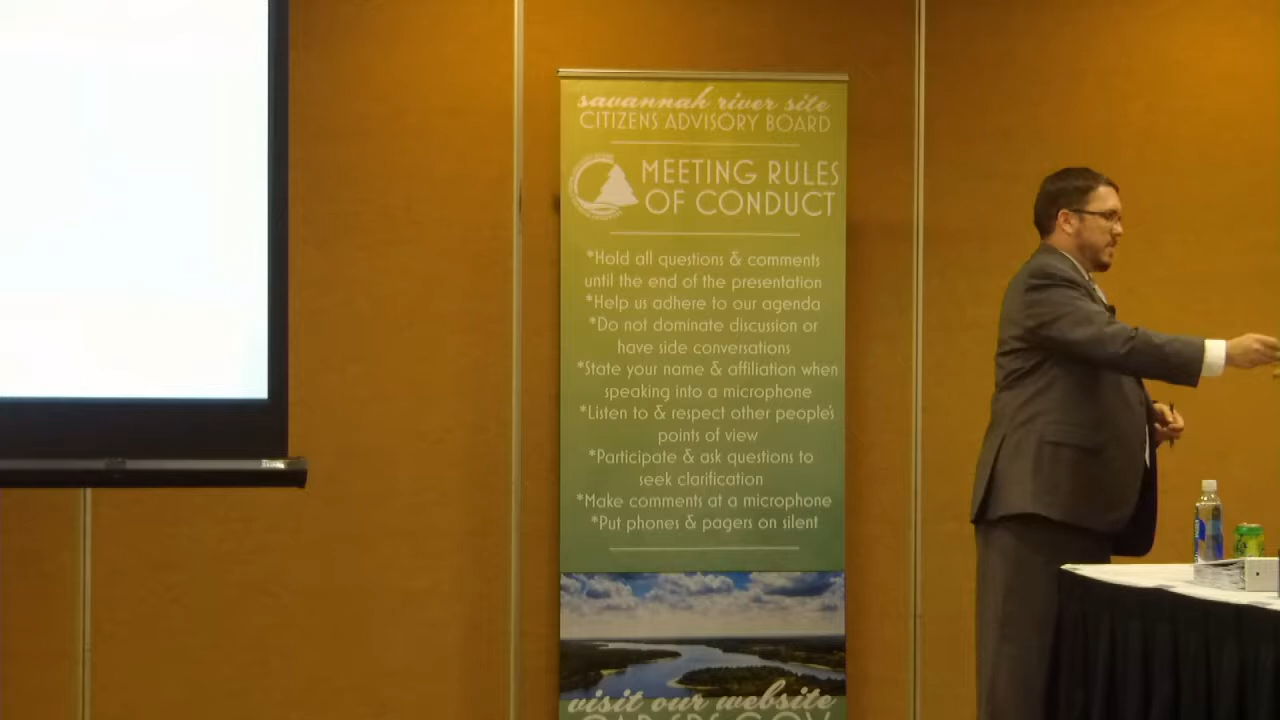 savannah river site
CITIZENS ADVISORY BOARD
MEETING RULES
OF CONDUCT
*Hold all questions & comments
until the end of the presentation
*Help us adhere to our agenda
*Do not dominate discussion or
have side conversations
*State your name & affiliation when
speaking into a microphone
*Listen to & respect other people's
points of view
*Participate & ask questions to
seek clarification
*Make comments at a microphone
*Put phones & pagers on silent
visit our website